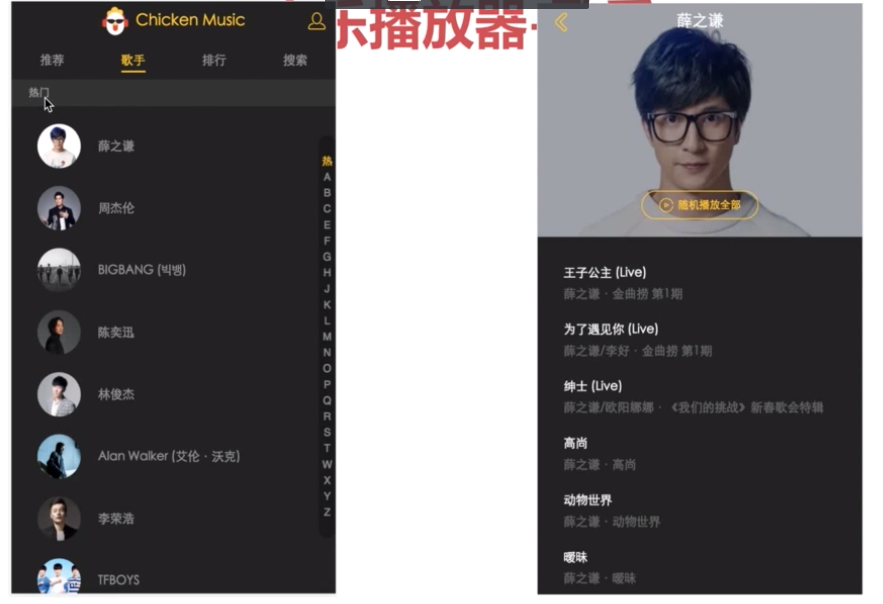 Chicken Music
推荐 歌手 排行 搜索
热门
薛之谦
周杰伦
BIGBANG (빅뱅)
陈奕迅
林俊杰
Alan Walker (艾伦 · 沃克)
李荣浩
TFBOYS
热
A
B
C
E
F
G
H
J
K
L
M
N
O
P
Q
R
S
T
W
X
Y
Z
乐播放器
薛之谦
随机播放全部
王子公主 (Live)
薛之谦 · 金曲捞 第1期
为了遇见你 (Live)
薛之谦/李好 · 金曲捞 第1期
绅士 (Live)
薛之谦/欧阳娜娜 · 《我们的挑战》新春歌会特辑
高尚
薛之谦 · 高尚
动物世界
薛之谦 · 动物世界
暧昧
薛之谦 · 暧昧